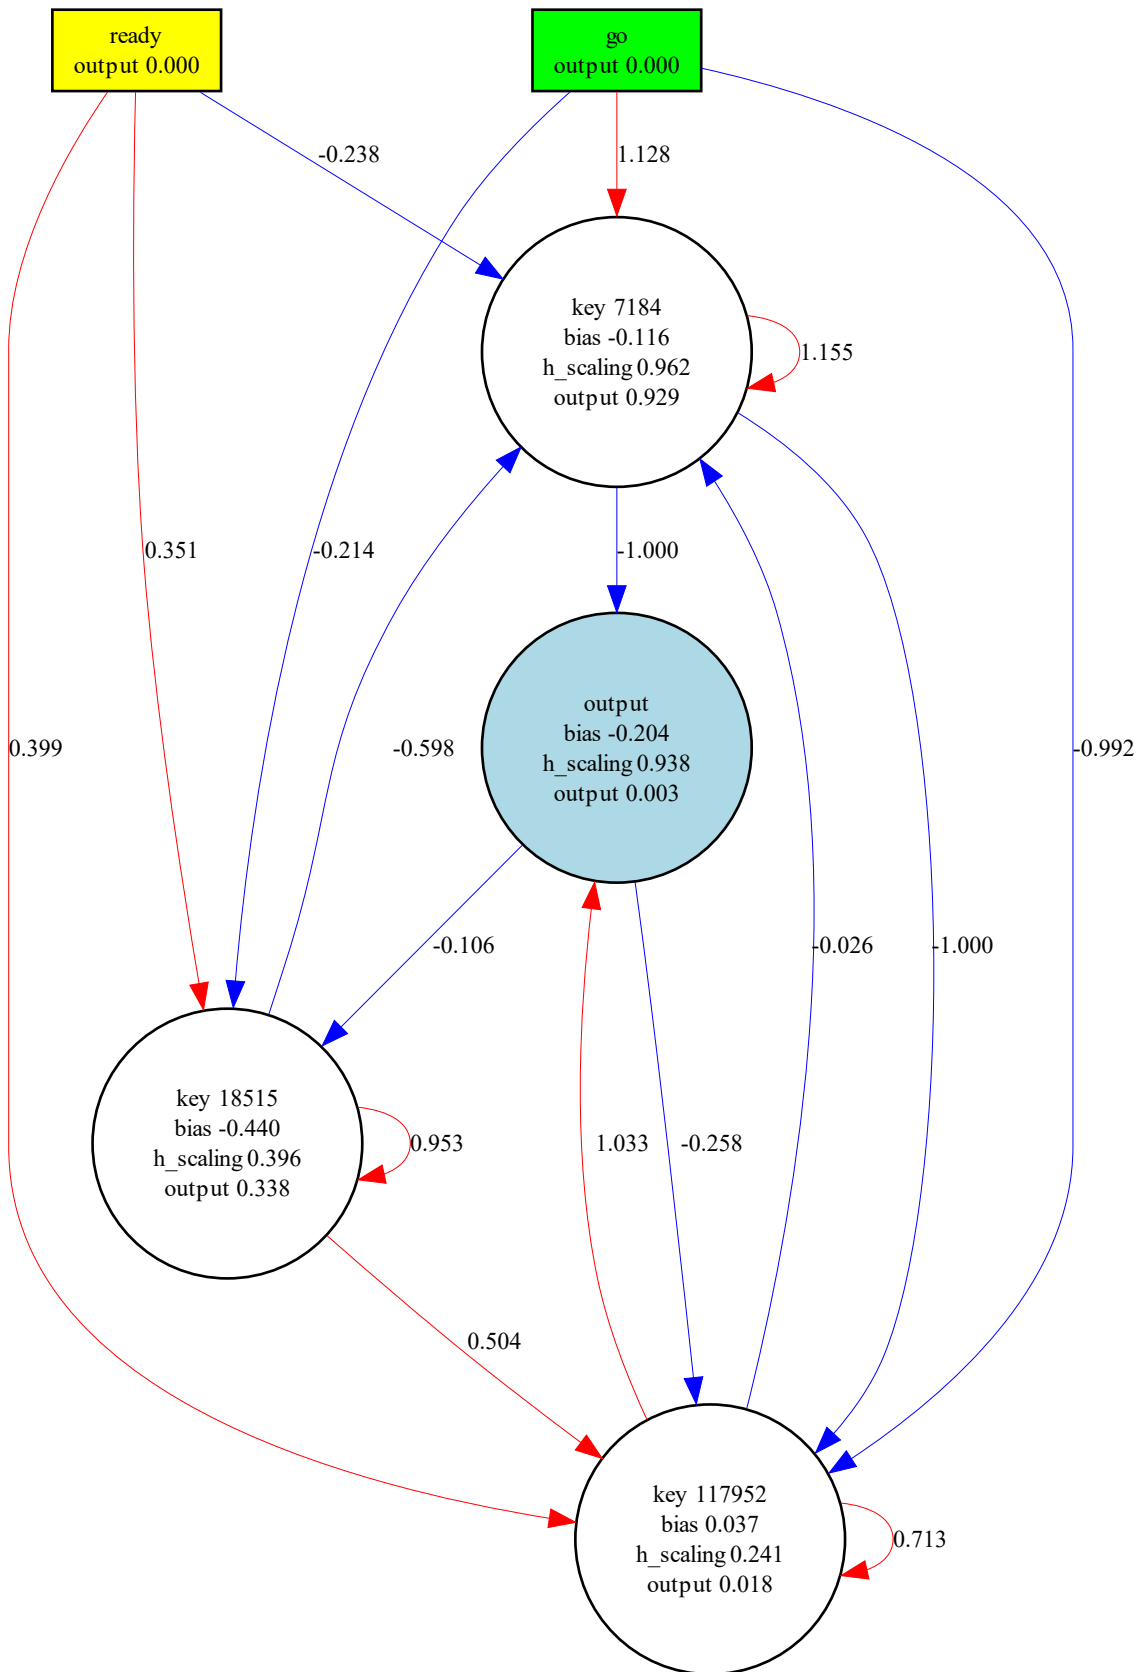 ready
output 0.000
go
output 0.000
-0.238
1.128
key 7184
bias -0.116
h_scaling 0.962
output 0.929
1.155
0.351
-0.214
-1.000
output
bias -0.204
h_scaling 0.938
output 0.003
0.399
-0.598
-0.992
-0.106
-0.026
-1.000
key 18515
bias -0.440
h_scaling 0.396
output 0.338
0.953
1.033
-0.258
0.504
key 117952
bias 0.037
h_scaling 0.241
output 0.018
0.713